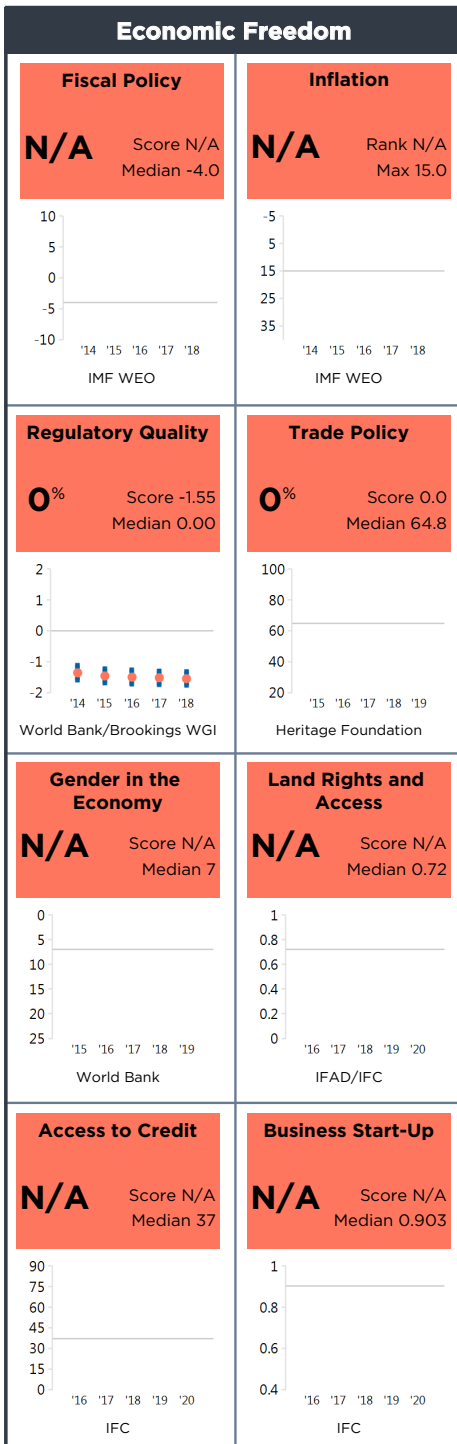 Economic Freedom
Fiscal Policy
N/A
Score N/A
Median -4.0
10
5
0
-5
-10
'14 '15 '16 '17 '18
IMF WEO
Inflation
N/A
Rank N/A
Max 15.0
-5
5
15
25
35
'14 '15 '16 '17 '18
IMF WEO
Regulatory Quality
0%
Score -1.55
Median 0.00
2
1
0
-1
-2
'14 '15 '16 '17 '18
World Bank/Brookings WGI
Trade Policy
0%
Score 0.0
Median 64.8
100
80
60
40
20
'15 '16 '17 '18 '19
Heritage Foundation
Gender in the
Economy
N/A
Score N/A
Median 7
0
5
10
15
20
25
'15 '16 '17 '18 '19
World Bank
Land Rights and
Access
N/A
Score N/A
Median 0.72
1
0.8
0.6
0.4
0.2
0
'16 '17 '18 '19 '20
IFAD/IFC
Access to Credit
N/A
Score N/A
Median 37
90
75
60
45
30
15
0
'16 '17 '18 '19 '20
IFC
Business Start-Up
N/A
Score N/A
Median 0.903
1
0.8
0.6
0.4
'16 '17 '18 '19 '20
IFC